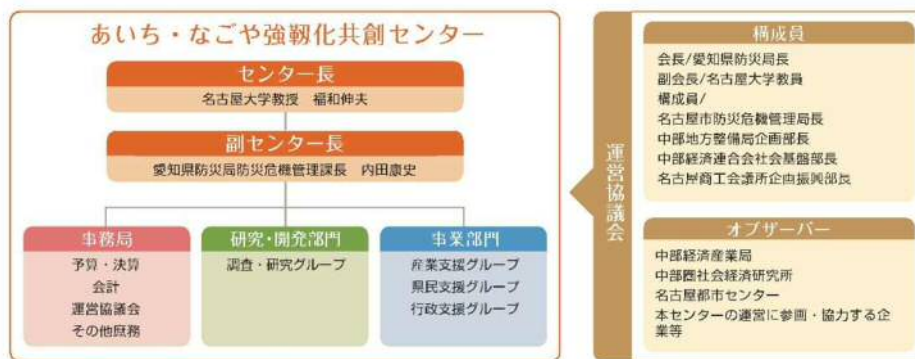 あいち・なごや強靱化共創センター
センター長
名古屋大学教授 福和伸夫
副センター長
愛知県防災局防災危機管理課長 内田康史
事務局
予算・決算
会計
運営協議会
その他庶務
研究・開発部門
調査・研究グループ
事業部門
産業支援グループ
県民支援グループ
行政支援グループ
運営協議会
構成員
会長/愛知県防災局長
副会長/名古屋大学教員
構成員/
名古屋市防災危機管理局長
中部地方整備局企画部長
中部経済連合会社会基盤部長
名古屋商工会議所企画振興部長
オブザーバー
中部経済産業局
中部圏社会経済研究所
名古屋都市センター
本センターの運営に参画・協力する企
業等